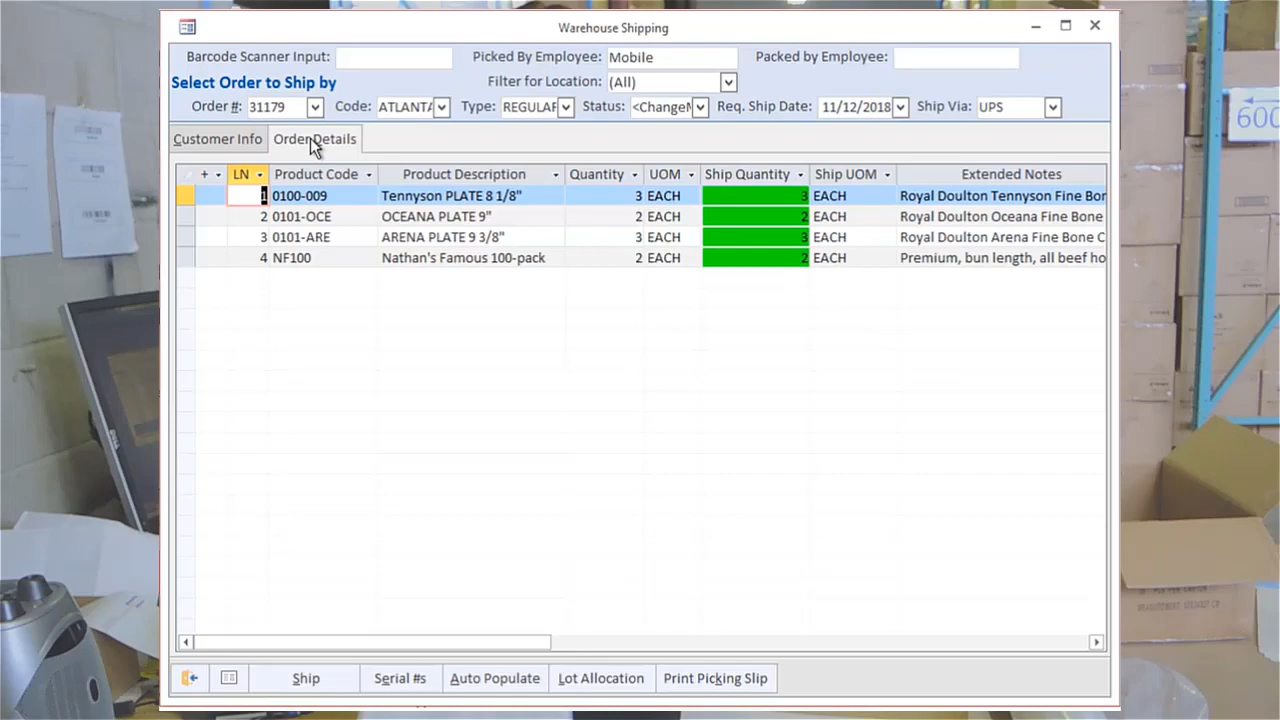 Warehouse Shipping
Barcode Scanner Input: Picked By Employee: Mobile Packed by Employee:
Select Order to Ship by Filter for Location: (All)
Order #: 31179 Code: ATLANTA Type: REGULAR Status: <Change Req. Ship Date: 11/12/2018 Ship Via: UPS
Customer Info Order Details
+ LN Product Code Product Description Quantity UOM Ship Quantity Ship UOM Extended Notes
1 0100-009 Tennyson PLATE 8 1/8" 3 EACH 3 EACH Royal Doulton Tennyson Fine Bon
2 0101-OCE OCEANA PLATE 9" 2 EACH 2 EACH Royal Doulton Oceana Fine Bone
3 0101-ARE ARENA PLATE 9 3/8" 3 EACH 3 EACH Royal Doulton Arena Fine Bone C
4 NF100 Nathan's Famous 100-pack 2 EACH 2 EACH Premium, bun length, all beef ho
Ship Serial #s Auto Populate Lot Allocation Print Picking Slip
600